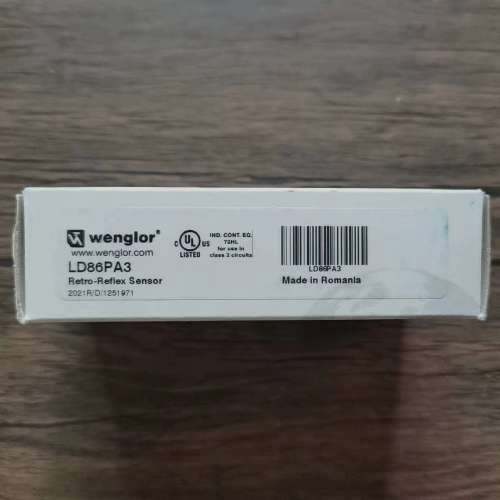 wenglor®
www.wenglor.com
LD86PA3
Retro-Reflex Sensor
2021R/D/1251971
C UL US
LISTED
IND. CONT. EQ.
72HL
for use in
class 2 circuits
LD86PA3
Made in Romania